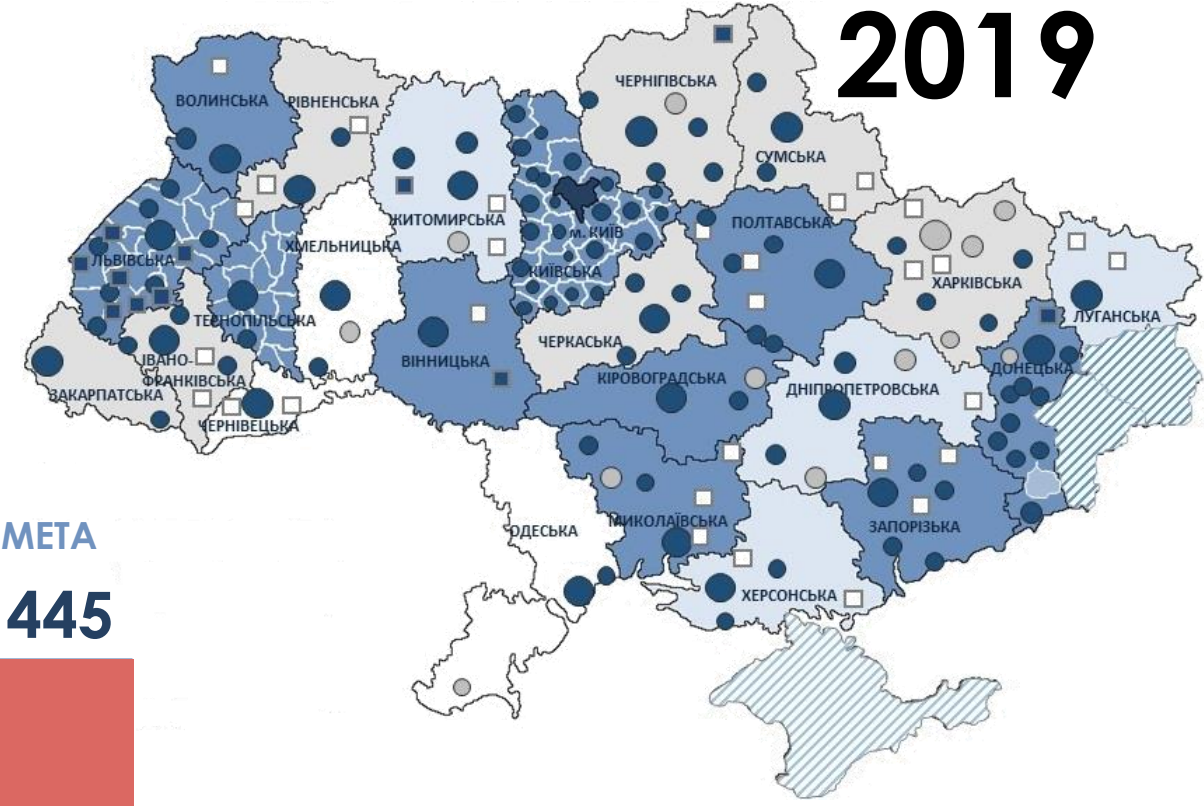 2019
ЧЕРНІГІВСЬКА
ВОЛИНСЬКА
РІВНЕНСЬКА
СУМСЬКА
ЖИТОМИРСЬКА
м. КИЇВ
ПОЛТАВСЬКА
ХМЕЛЬНИЦЬКА
ЛЬВІВСЬКА
КИЇВСЬКА
ХАРКІВСЬКА
ТЕРНОПІЛЬСЬКА
ЛУГАНСЬКА
ЧЕРКАСЬКА
ВІННИЦЬКА
ІВАНО-
ФРАНКІВСЬКА
ДОНЕЦЬКА
КІРОВОГРАДСЬКА
ДНІПРОПЕТРОВСЬКА
ЗАКАРПАТСЬКА
ЧЕРНІВЕЦЬКА
МИКОЛАЇВСЬКА
ЗАПОРІЗЬКА
ОДЕСЬКА
МЕТА
ХЕРСОНСЬКА
445